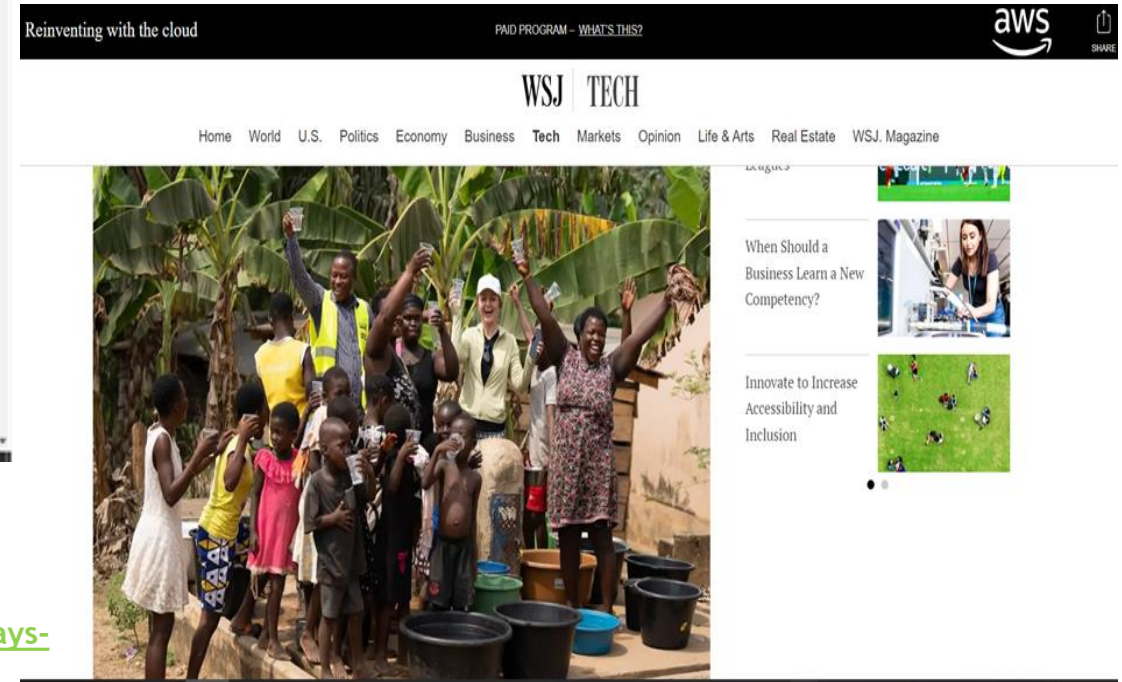 Reinventing with the cloud
PAID PROGRAM – WHAT'S THIS?
aws
SHARE
WSJ TECH
Home World U.S. Politics Economy Business Tech Markets Opinion Life & Arts Real Estate WSJ. Magazine
Leagues
When Should a
Business Learn a New
Competency?
Innovate to Increase
Accessibility and
Inclusion
ays-